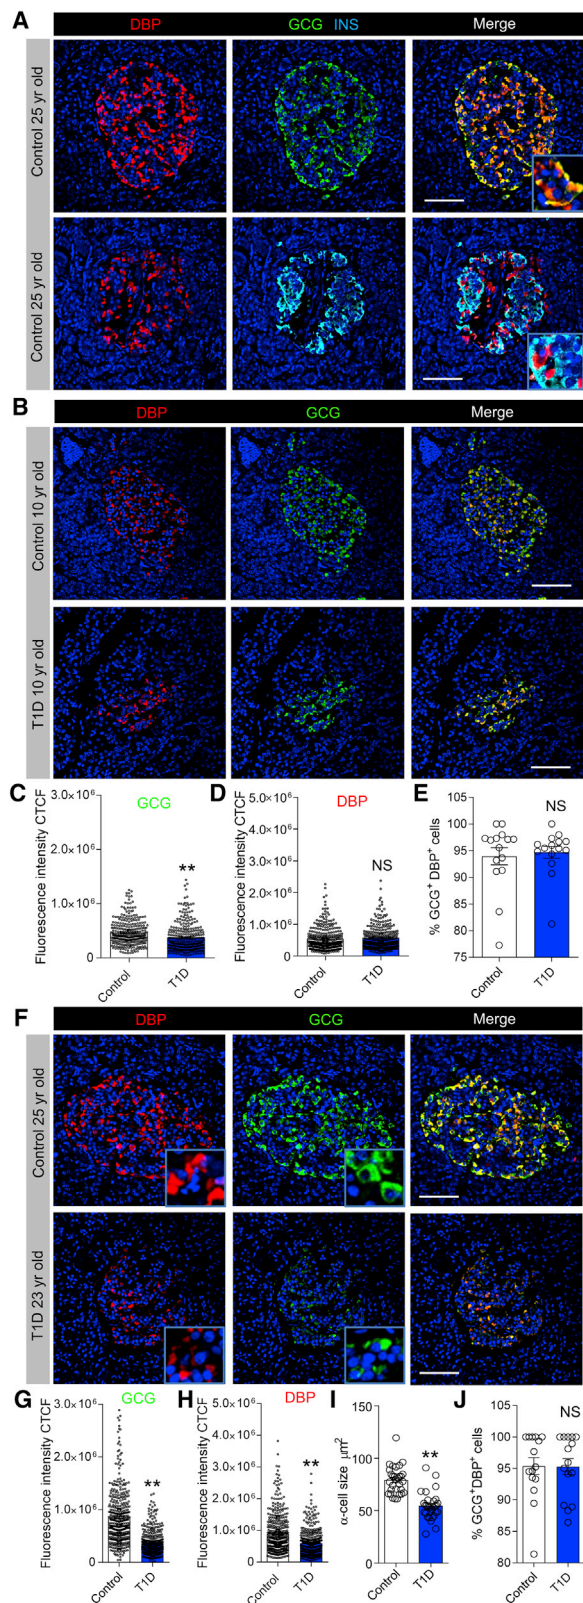 A
DBP
GCG INS
Merge
Control 25 yr old
Control 25 yr old
B
DBP
GCG
Merge
Control 10 yr old
T1D 10 yr old
C
GCG
Fluorescence intensity CTCF
3.0×10⁶
2.0×10⁶
1.0×10⁶
0
**
Control
T1D
D
DBP
Fluorescence intensity CTCF
5.0×10⁶
4.0×10⁶
3.0×10⁶
2.0×10⁶
1.0×10⁶
0
NS
Control
T1D
E
% GCG⁺ DBP⁺ cells
105
100
95
90
85
80
75
NS
Control
T1D
F
DBP
GCG
Merge
Control 25 yr old
T1D 23 yr old
G
GCG
Fluorescence intensity CTCF
3.0×10⁶
2.0×10⁶
1.0×10⁶
0
**
Control
T1D
H
DBP
Fluorescence intensity CTCF
5.0×10⁶
4.0×10⁶
3.0×10⁶
2.0×10⁶
1.0×10⁶
0
**
Control
T1D
I
α-cell size μm²
150
100
50
0
**
Control
T1D
J
% GCG⁺DBP⁺ cells
105
100
95
90
85
80
NS
Control
T1D